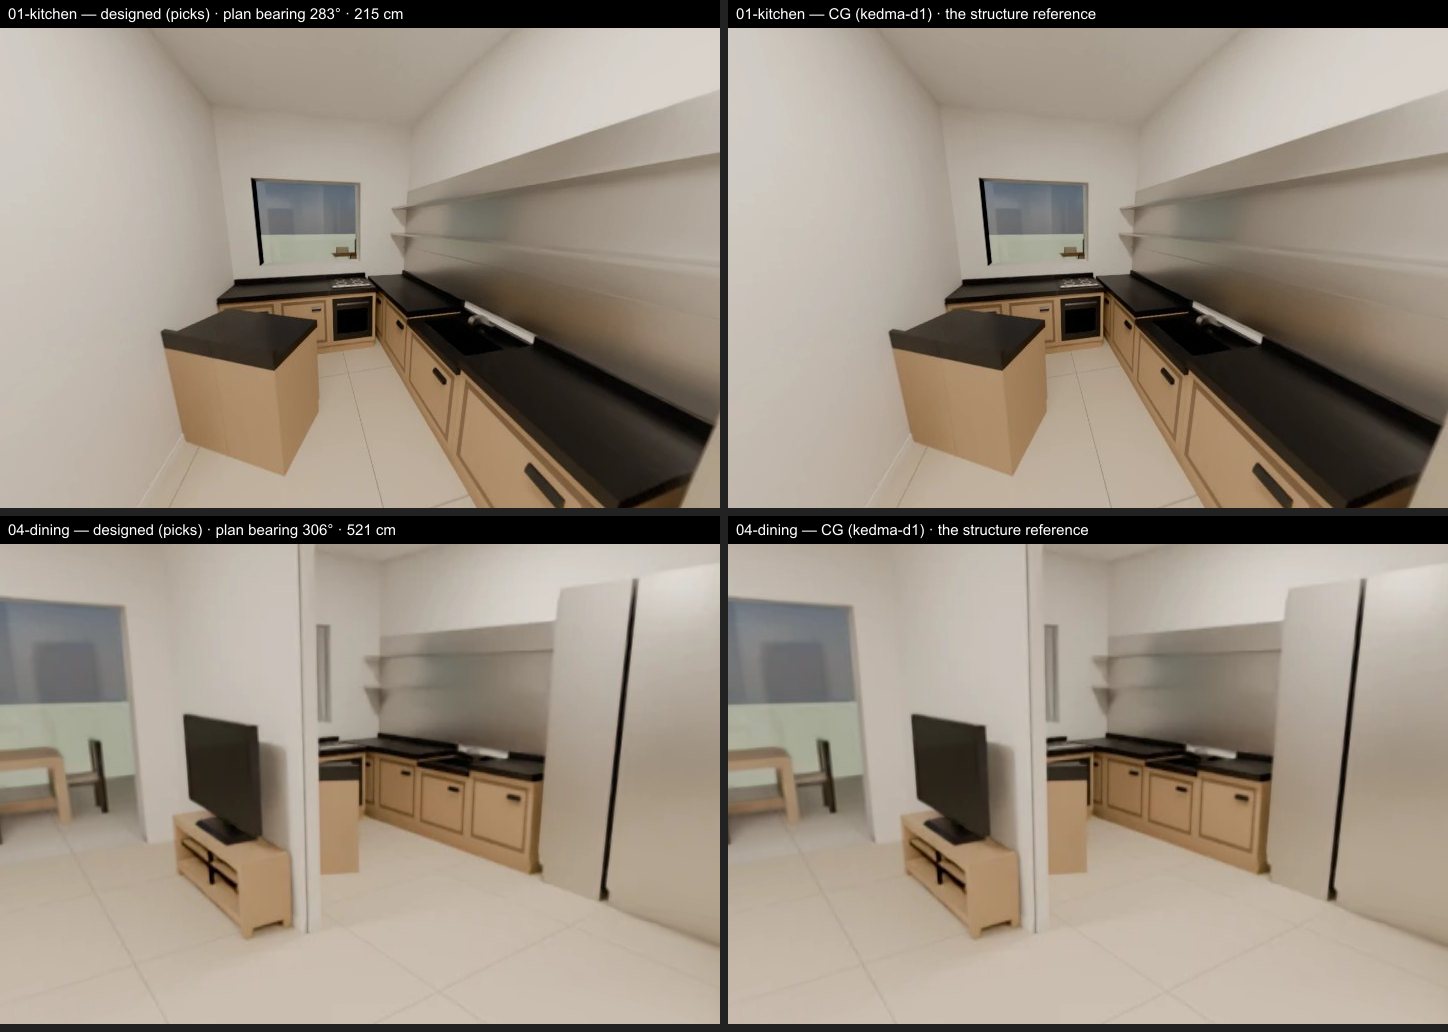 01-kitchen — designed (picks) · plan bearing 283° · 215 cm
01-kitchen — CG (kedma-d1) · the structure reference
04-dining — designed (picks) · plan bearing 306° · 521 cm
04-dining — CG (kedma-d1) · the structure reference